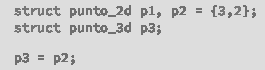 struct punto_2d p1, p2 = {3,2};
struct punto_3d p3;
p3 = p2;